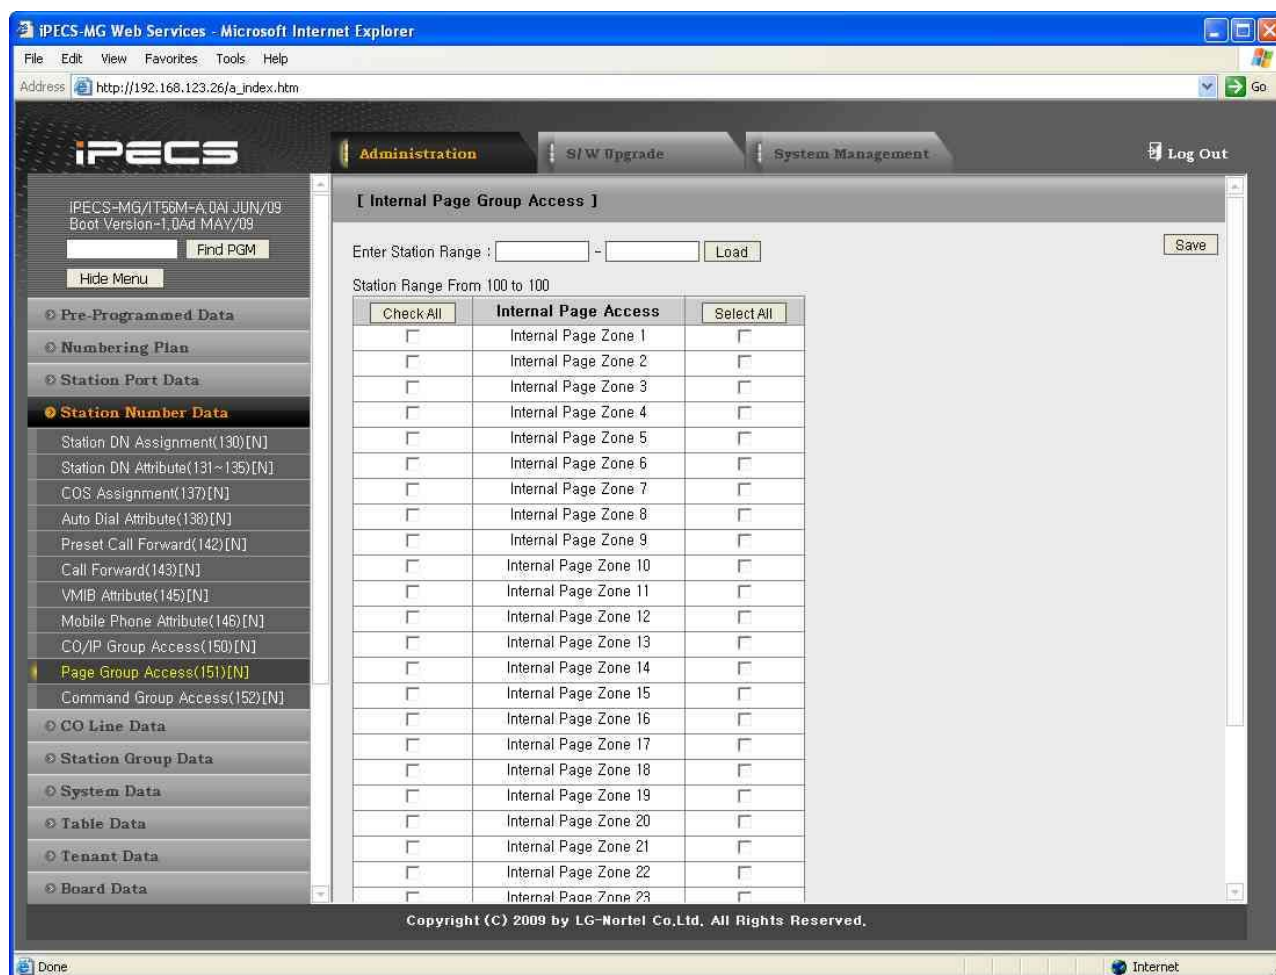 iPECS-MG Web Services - Microsoft Internet Explorer
File Edit View Favorites Tools Help
Address http://192.168.123.26/a_index.htm Go
iPECS
Administration S/W Upgrade System Management Log Out
iPECS-MG/IT56M-A.0Ai JUN/09
Boot Version-1.0Ad MAY/09
Find PGM
Hide Menu
Pre-Programmed Data
Numbering Plan
Station Port Data
Station Number Data
Station DN Assignment(130)[N]
Station DN Attribute(131~135)[N]
COS Assignment(137)[N]
Auto Dial Attribute(138)[N]
Preset Call Forward(142)[N]
Call Forward(143)[N]
VMIB Attribute(145)[N]
Mobile Phone Attribute(146)[N]
CO/IP Group Access(150)[N]
Page Group Access(151)[N]
Command Group Access(152)[N]
CO Line Data
Station Group Data
System Data
Table Data
Tenant Data
Board Data
[ Internal Page Group Access ]
Enter Station Range : - Load Save
Station Range From 100 to 100
Check All Internal Page Access Select All
Internal Page Zone 1
Internal Page Zone 2
Internal Page Zone 3
Internal Page Zone 4
Internal Page Zone 5
Internal Page Zone 6
Internal Page Zone 7
Internal Page Zone 8
Internal Page Zone 9
Internal Page Zone 10
Internal Page Zone 11
Internal Page Zone 12
Internal Page Zone 13
Internal Page Zone 14
Internal Page Zone 15
Internal Page Zone 16
Internal Page Zone 17
Internal Page Zone 18
Internal Page Zone 19
Internal Page Zone 20
Internal Page Zone 21
Internal Page Zone 22
Internal Page Zone 23
Copyright (C) 2009 by LG-Nortel Co.Ltd. All Rights Reserved.
Done Internet